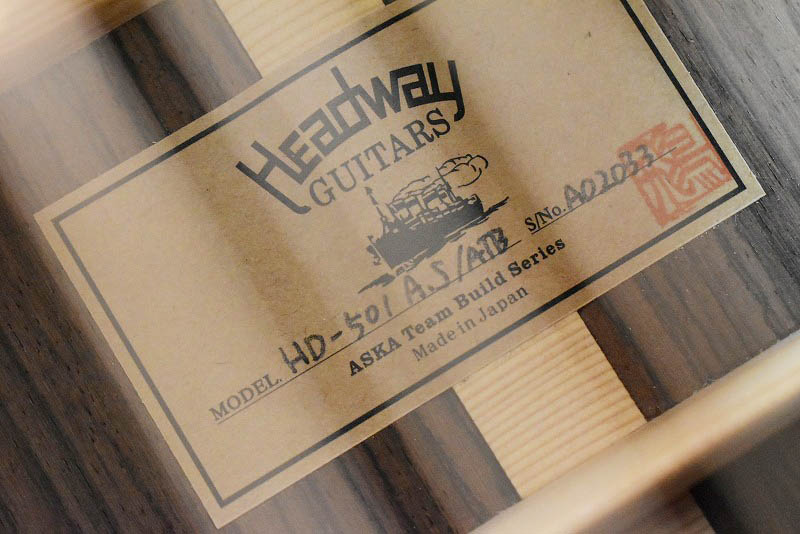 Headway
GUITARS
MODEL. HD-501 A.S/ATB S/No. A02033
ASKA Team Build Series
Made in Japan